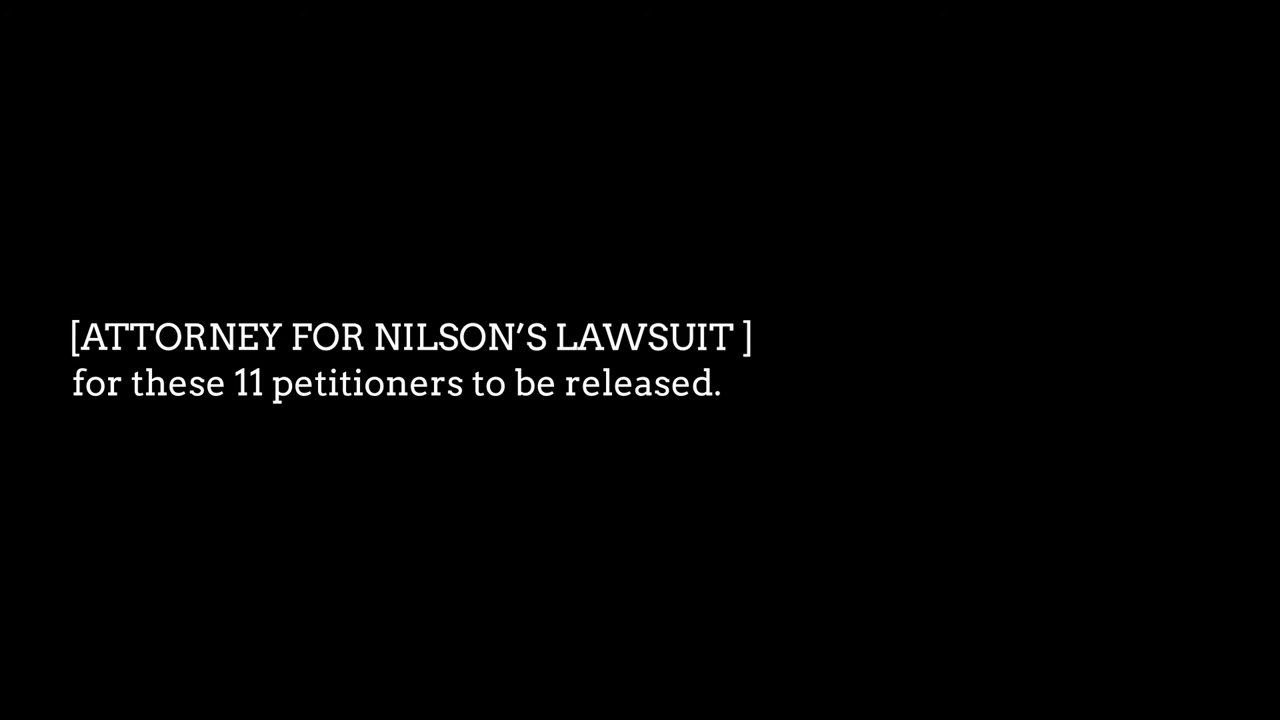 [ATTORNEY FOR NILSON’S LAWSUIT ]
for these 11 petitioners to be released.